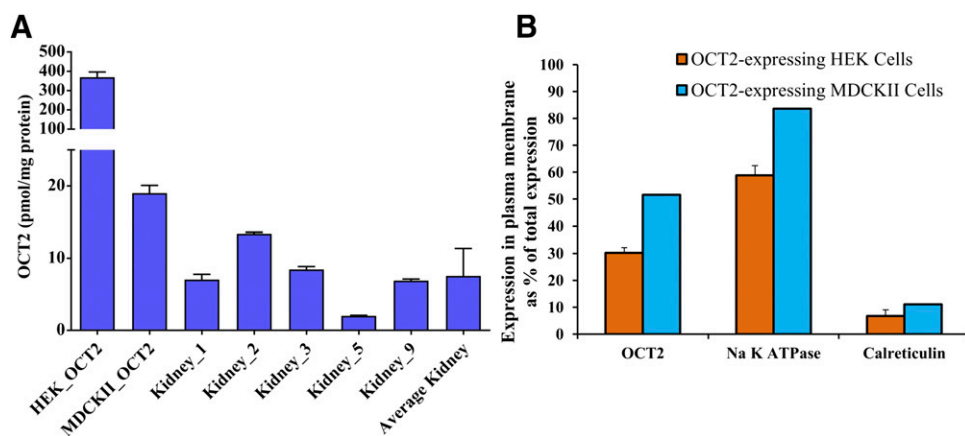 A
OCT2 (pmol/mg protein)
500
400
300
200
100
20
10
0
HEK_OCT2
MDCKII_OCT2
Kidney_1
Kidney_2
Kidney_3
Kidney_5
Kidney_9
Average Kidney
B
Expression in plasma membrane
as % of total expression
100
90
80
70
60
50
40
30
20
10
0
OCT2-expressing HEK Cells
OCT2-expressing MDCKII Cells
OCT2
Na K ATPase
Calreticulin